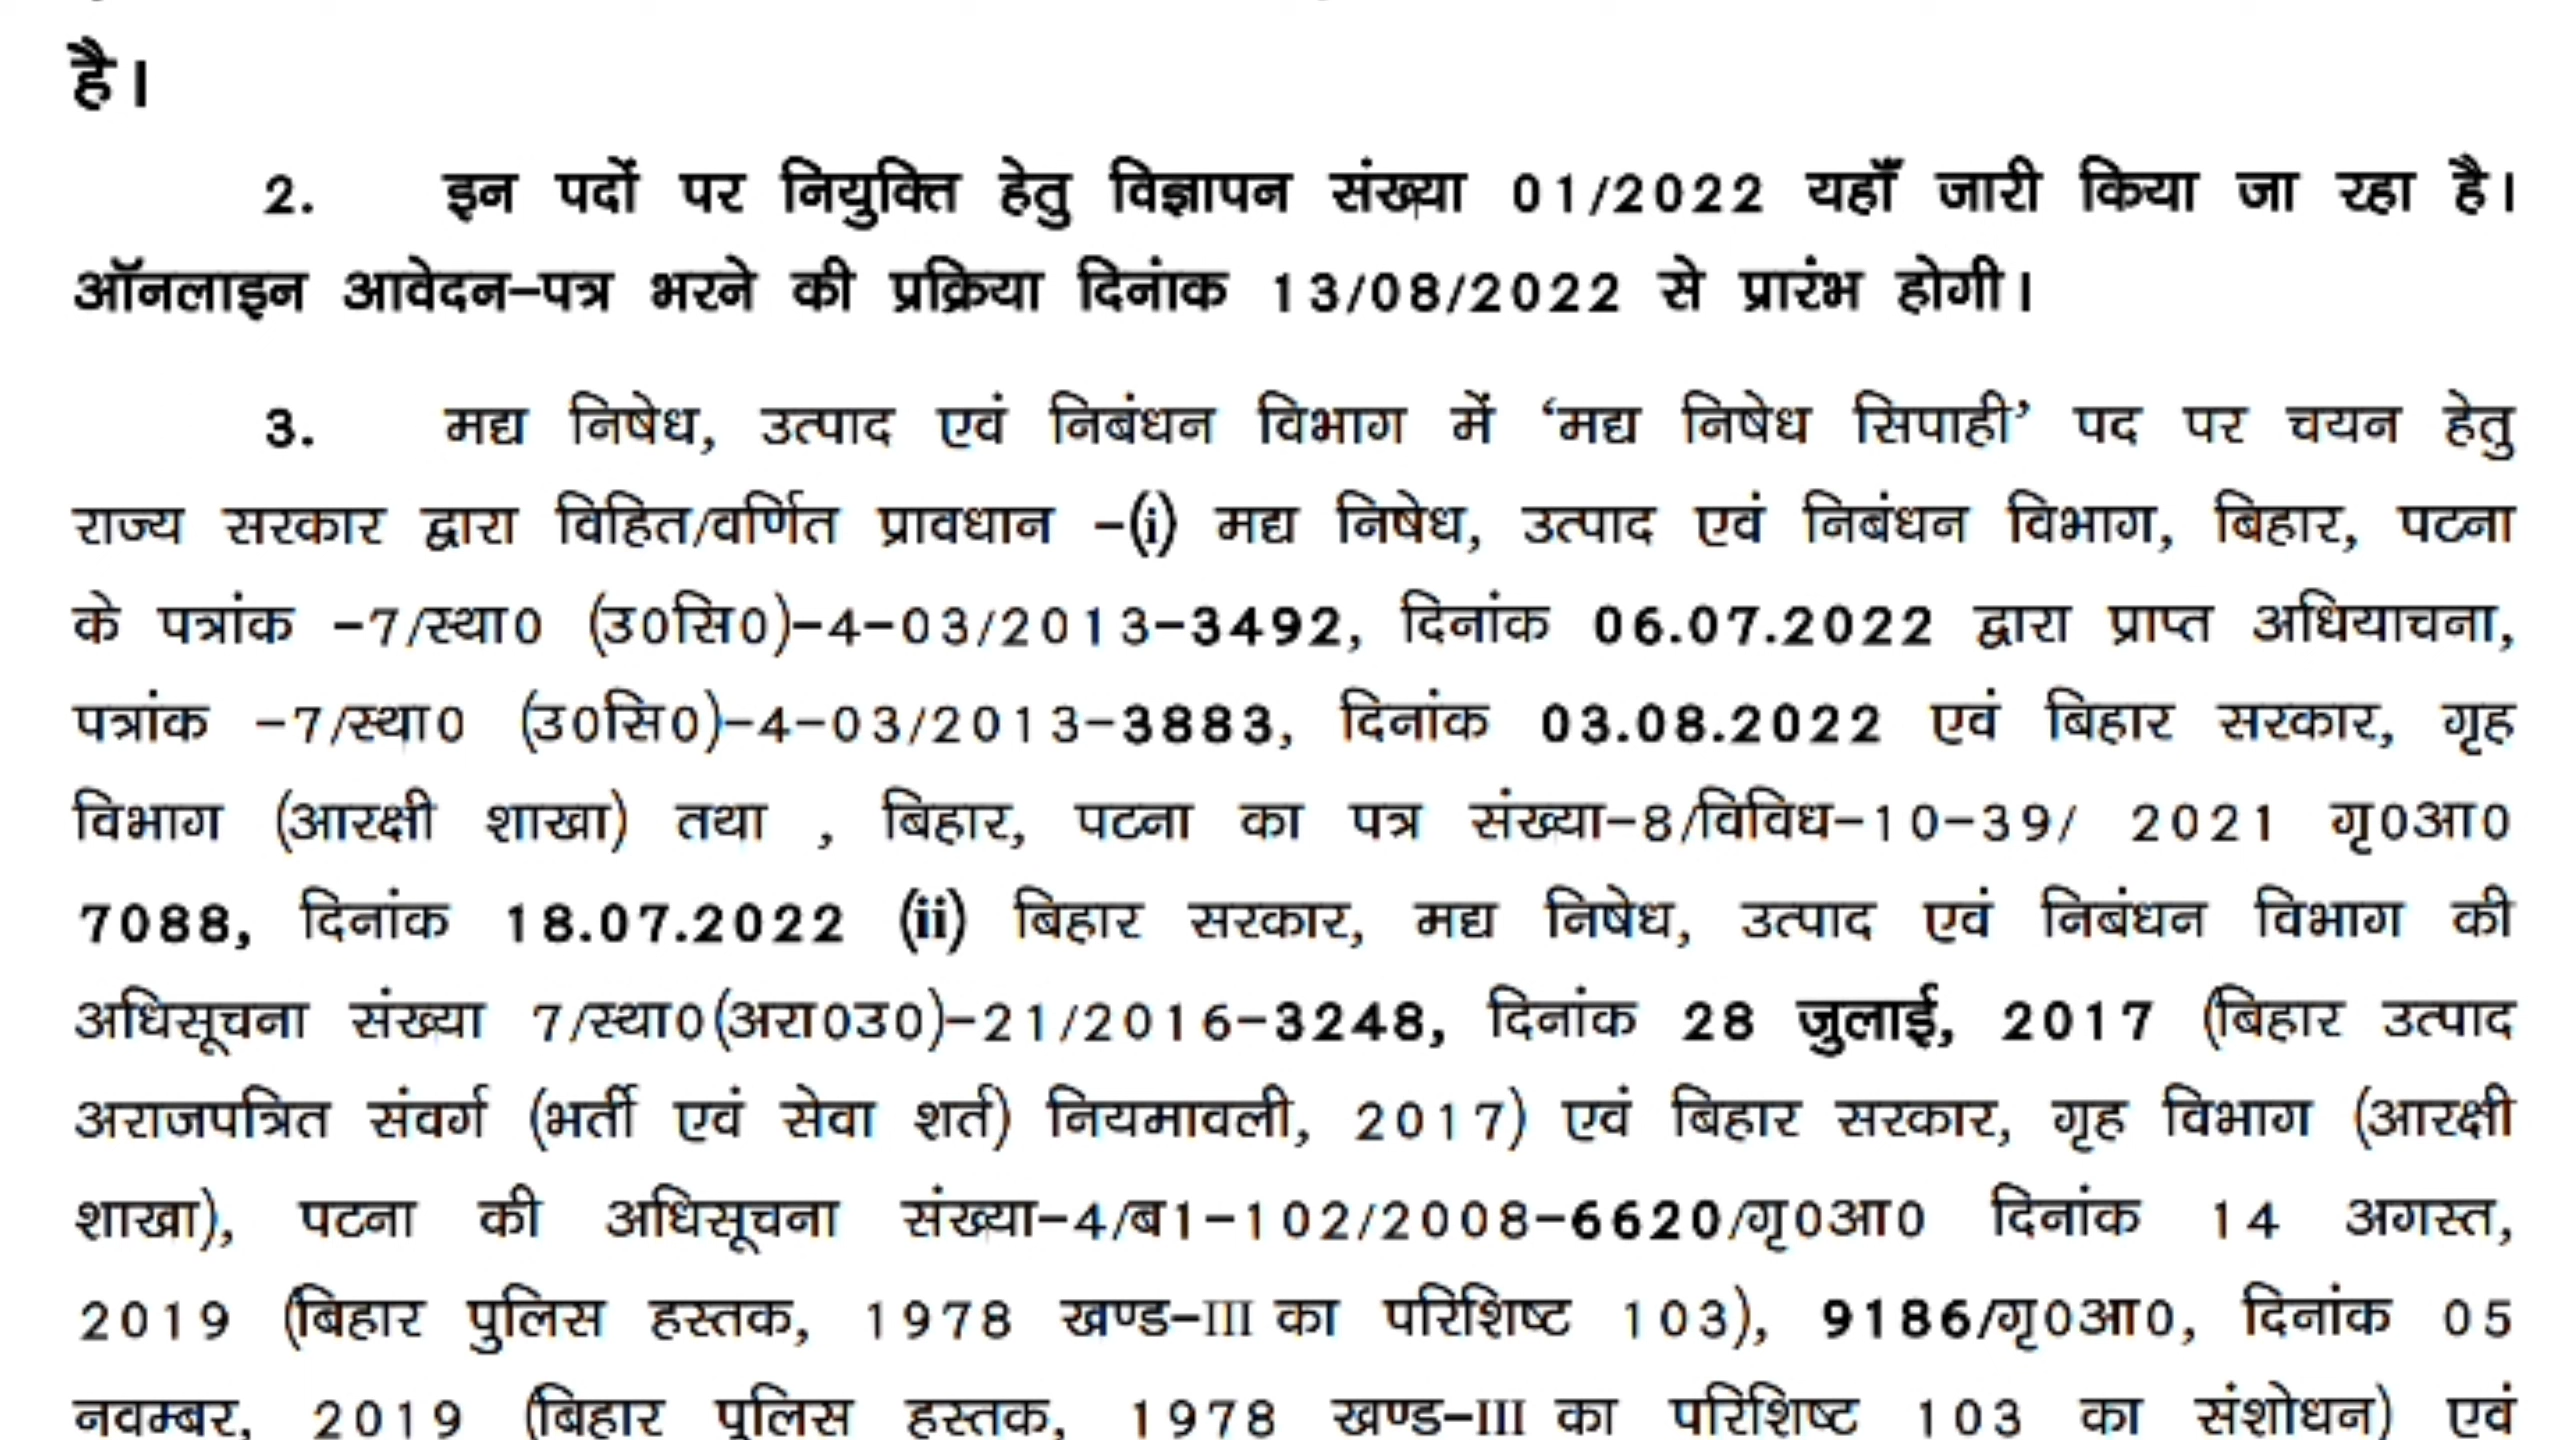 है।
2. इन पदों पर नियुक्ति हेतु विज्ञापन संख्या 01/2022 यहाँ जारी किया जा रहा है।
ऑनलाइन आवेदन–पत्र भरने की प्रक्रिया दिनांक 13/08/2022 से प्रारंभ होगी।
3. मद्य निषेध, उत्पाद एवं निबंधन विभाग में ‘मद्य निषेध सिपाही’ पद पर चयन हेतु
राज्य सरकार द्वारा विहित/वर्णित प्रावधान –(i) मद्य निषेध, उत्पाद एवं निबंधन विभाग, बिहार, पटना
के पत्रांक –7/स्था0 (उ0सि0)–4–03/2013–3492, दिनांक 06.07.2022 द्वारा प्राप्त अधियाचना,
पत्रांक –7/स्था0 (उ0सि0)–4–03/2013–3883, दिनांक 03.08.2022 एवं बिहार सरकार, गृह
विभाग (आरक्षी शाखा) तथा , बिहार, पटना का पत्र संख्या–8/विविध–10–39/ 2021 गृ0आ0
7088, दिनांक 18.07.2022 (ii) बिहार सरकार, मद्य निषेध, उत्पाद एवं निबंधन विभाग की
अधिसूचना संख्या 7/स्था0(अरा0उ0)–21/2016–3248, दिनांक 28 जुलाई, 2017 (बिहार उत्पाद
अराजपत्रित संवर्ग (भर्ती एवं सेवा शर्त) नियमावली, 2017) एवं बिहार सरकार, गृह विभाग (आरक्षी
शाखा), पटना की अधिसूचना संख्या–4/ब1–102/2008–6620/गृ0आ0 दिनांक 14 अगस्त,
2019 (बिहार पुलिस हस्तक, 1978 खण्ड–III का परिशिष्ट 103), 9186/गृ0आ0, दिनांक 05
नवम्बर, 2019 (बिहार पुलिस हस्तक, 1978 खण्ड–III का परिशिष्ट 103 का संशोधन) एवं